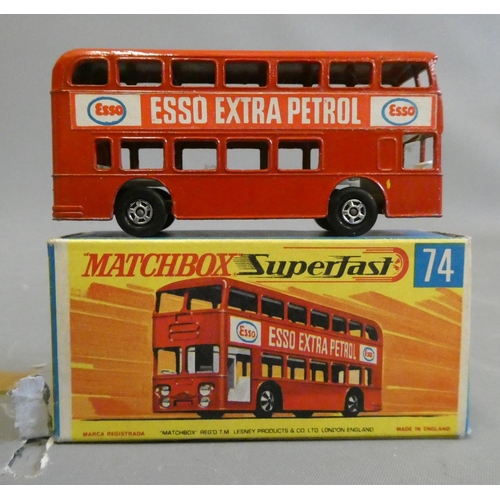 Esso ESSO EXTRA PETROL Esso
MATCHBOX Superfast 74
Esso ESSO EXTRA PETROL Esso
MARCA REGISTRADA "MATCHBOX" REG'D T.M. LESNEY PRODUCTS & CO. LTD. LONDON ENGLAND MADE IN ENGLAND